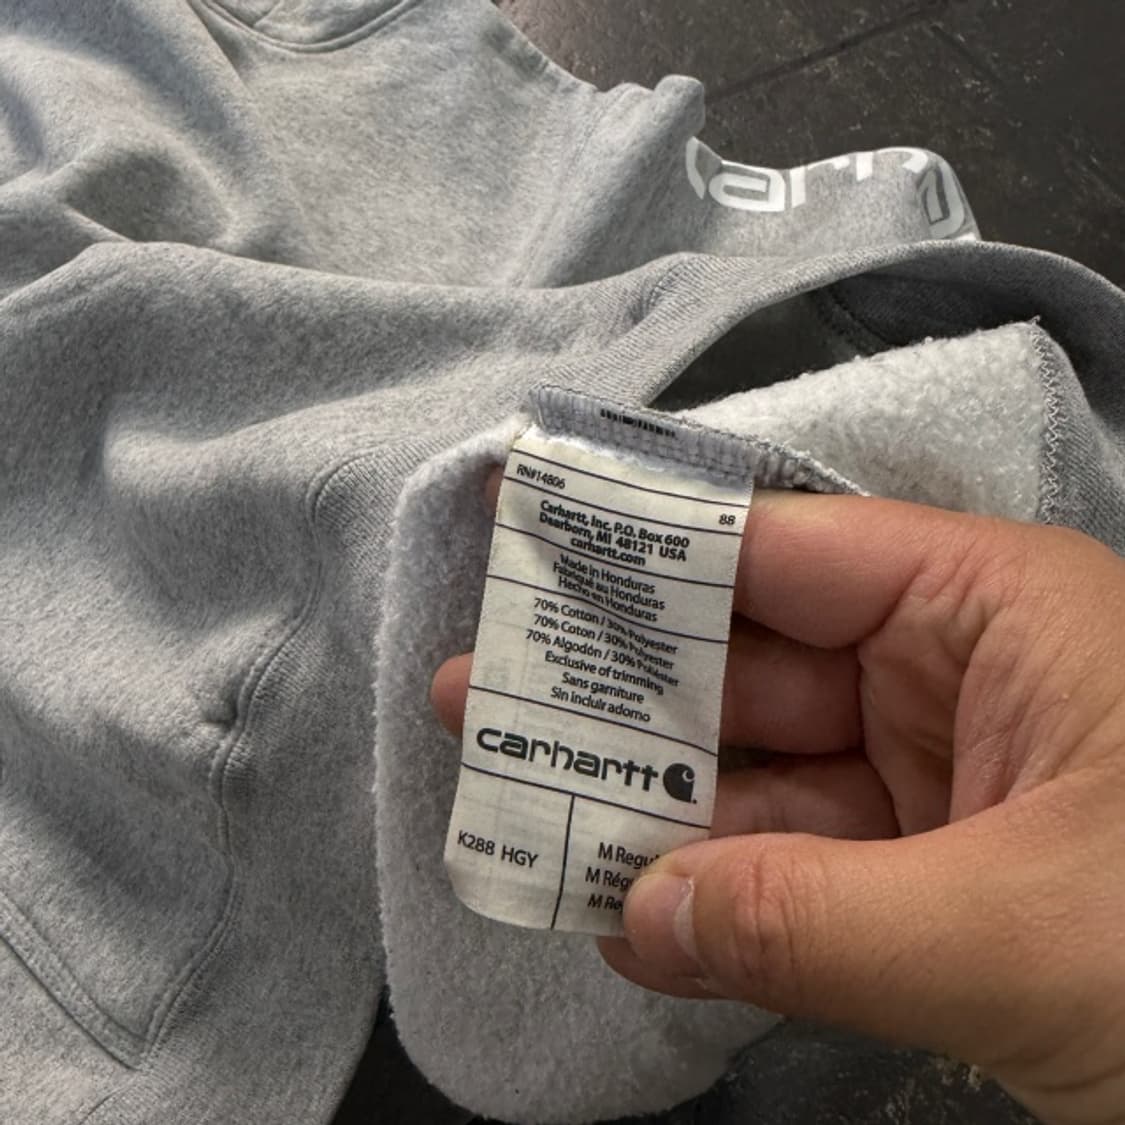 carh
RN#14806
88
Carhartt, Inc. P.O. Box 600
Dearborn, MI 48121 USA
carhartt.com
Made in Honduras
Fabriqué au Honduras
Hecho en Honduras
70% Cotton / 30% Polyester
70% Coton / 30% Polyester
70% Algodón / 30% Poliéster
Exclusive of trimming
Sans garniture
Sin incluir adorno
carhartt
K288 HGY
M Regu
M Rég
M Re